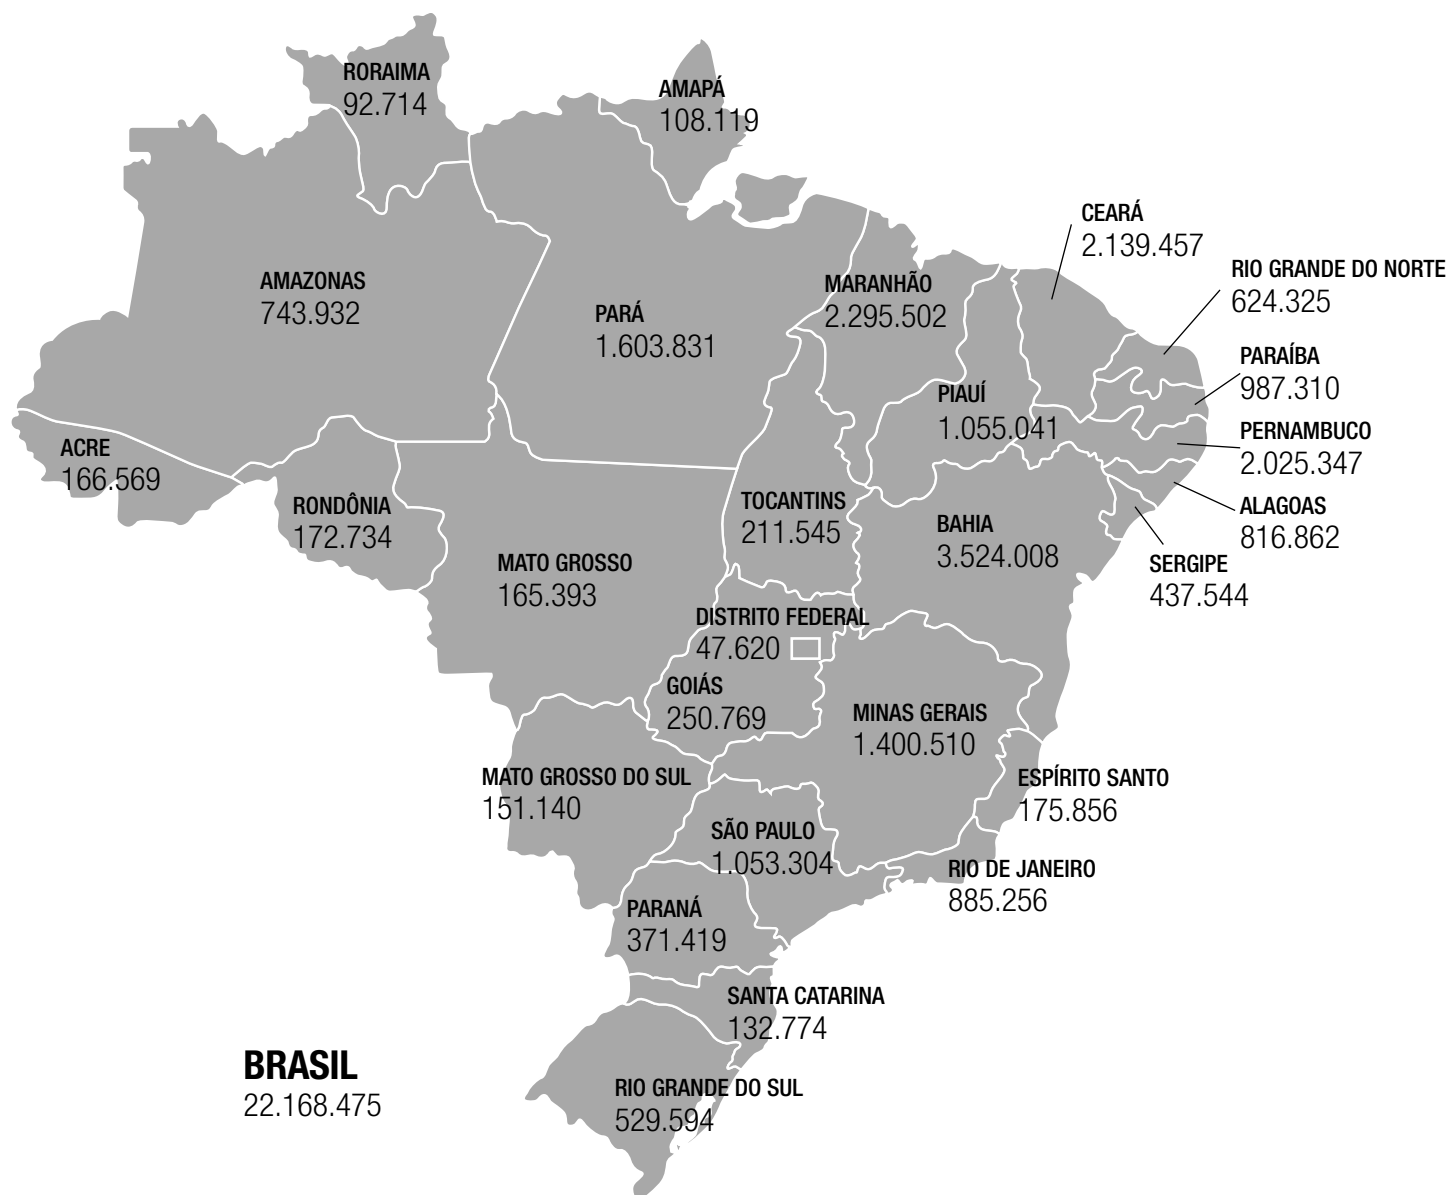 RORAIMA
92.714
AMAPÁ
108.119
CEARÁ
2.139.457
RIO GRANDE DO NORTE
624.325
AMAZONAS
743.932
MARANHÃO
2.295.502
PARÁ
1.603.831
PARAÍBA
987.310
PIAUÍ
1.055.041
PERNAMBUCO
2.025.347
ACRE
166.569
RONDÔNIA
172.734
TOCANTINS
211.545
BAHIA
3.524.008
ALAGOAS
816.862
SERGIPE
437.544
MATO GROSSO
165.393
DISTRITO FEDERAL
47.620
GOIÁS
250.769
MINAS GERAIS
1.400.510
MATO GROSSO DO SUL
151.140
ESPÍRITO SANTO
175.856
SÃO PAULO
1.053.304
RIO DE JANEIRO
885.256
PARANÁ
371.419
SANTA CATARINA
132.774
BRASIL
22.168.475
RIO GRANDE DO SUL
529.594